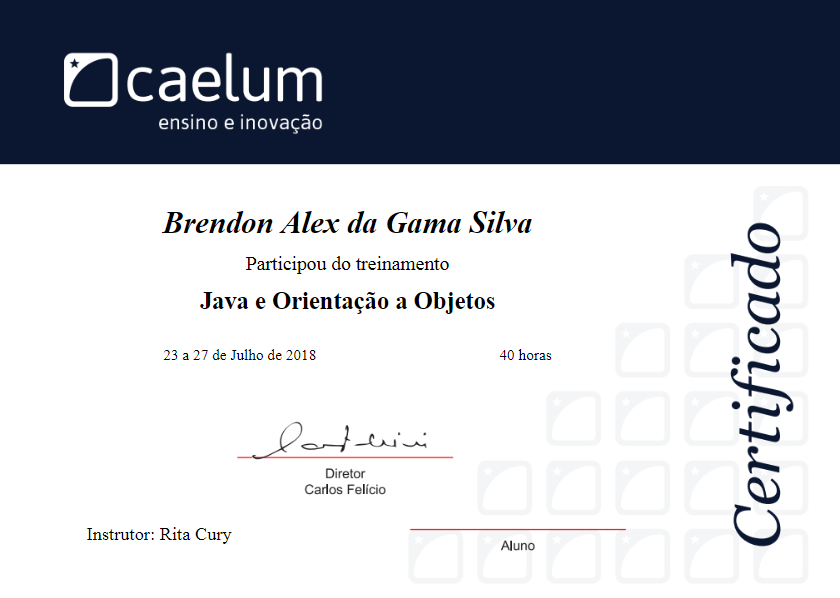 caelum
ensino e inovação
Brendon Alex da Gama Silva
Participou do treinamento
Java e Orientação a Objetos
23 a 27 de Julho de 2018 40 horas
Diretor
Carlos Felício
Instrutor: Rita Cury
Aluno
Certificado